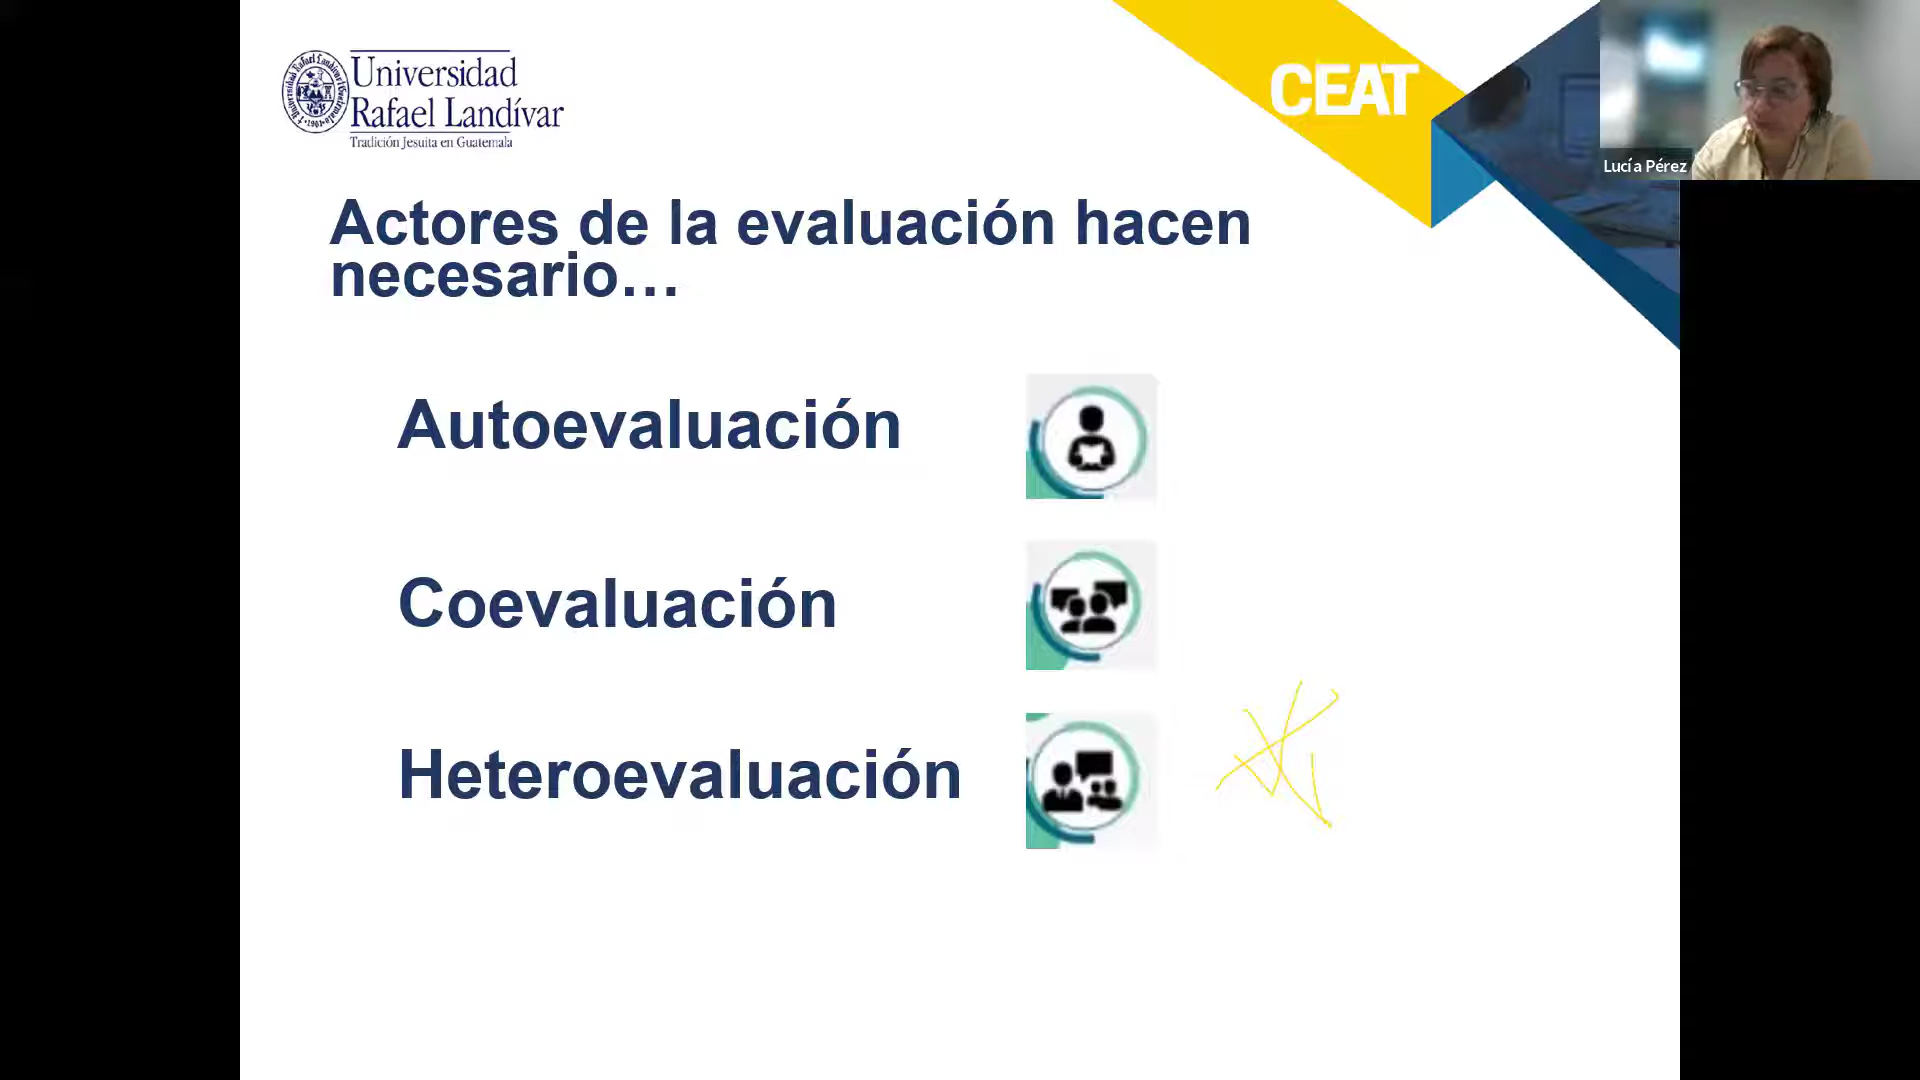 Universidad
Rafael Landívar
Tradición Jesuita en Guatemala
CEAT
Lucía Pérez
Actores de la evaluación hacen
necesario…
Autoevaluación
Coevaluación
Heteroevaluación